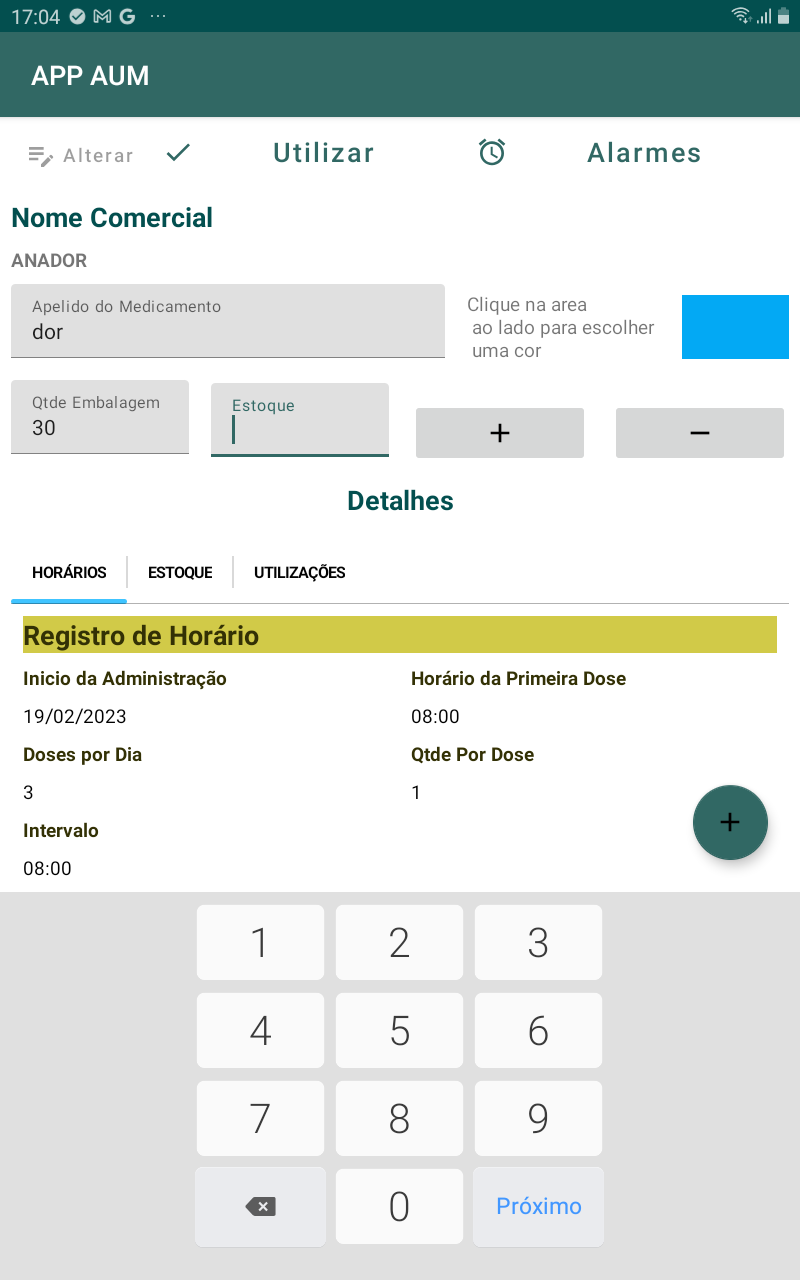 17:04
APP AUM
Alterar Utilizar Alarmes
Nome Comercial
ANADOR
Apelido do Medicamento
dor
Clique na area
ao lado para escolher
uma cor
Qtde Embalagem
30
Estoque
+ −
Detalhes
HORÁRIOS ESTOQUE UTILIZAÇÕES
Registro de Horário
Inicio da Administração Horário da Primeira Dose
19/02/2023 08:00
Doses por Dia Qtde Por Dose
3 1
Intervalo
08:00
+
1 2 3
4 5 6
7 8 9
0 Próximo